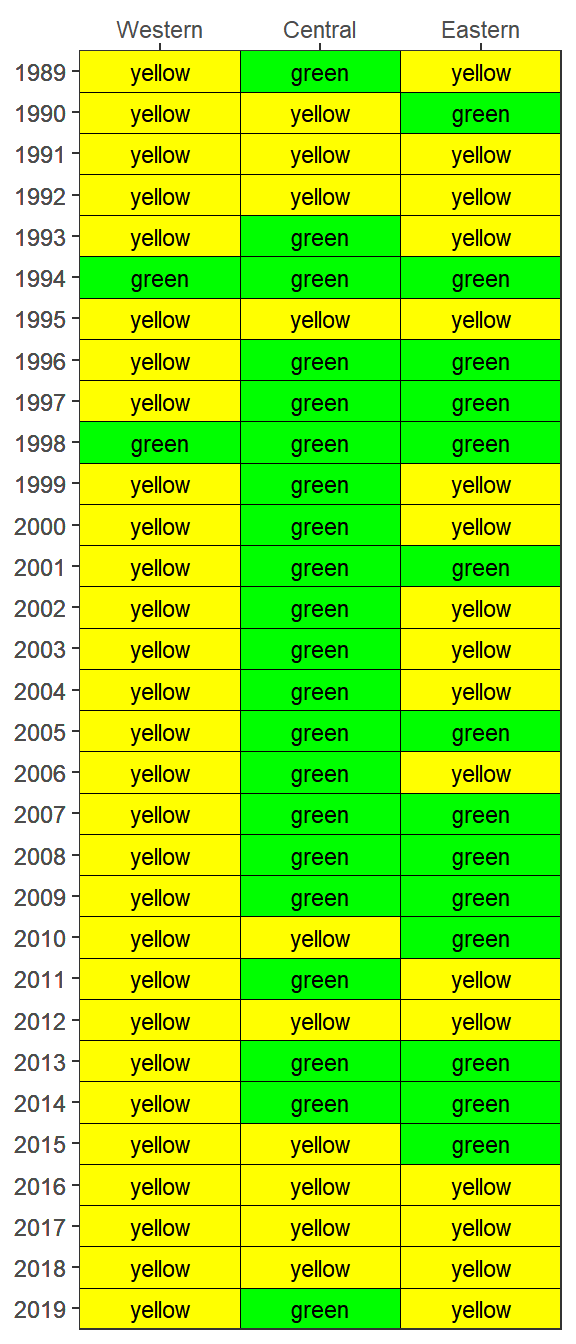 Western Central Eastern
1989 yellow green yellow
1990 yellow yellow green
1991 yellow yellow yellow
1992 yellow yellow yellow
1993 yellow green yellow
1994 green green green
1995 yellow yellow yellow
1996 yellow green green
1997 yellow green green
1998 green green green
1999 yellow green yellow
2000 yellow green yellow
2001 yellow green green
2002 yellow green yellow
2003 yellow green yellow
2004 yellow green yellow
2005 yellow green green
2006 yellow green yellow
2007 yellow green green
2008 yellow green green
2009 yellow green green
2010 yellow yellow green
2011 yellow green yellow
2012 yellow yellow yellow
2013 yellow green green
2014 yellow green green
2015 yellow yellow green
2016 yellow yellow yellow
2017 yellow yellow yellow
2018 yellow yellow yellow
2019 yellow green yellow